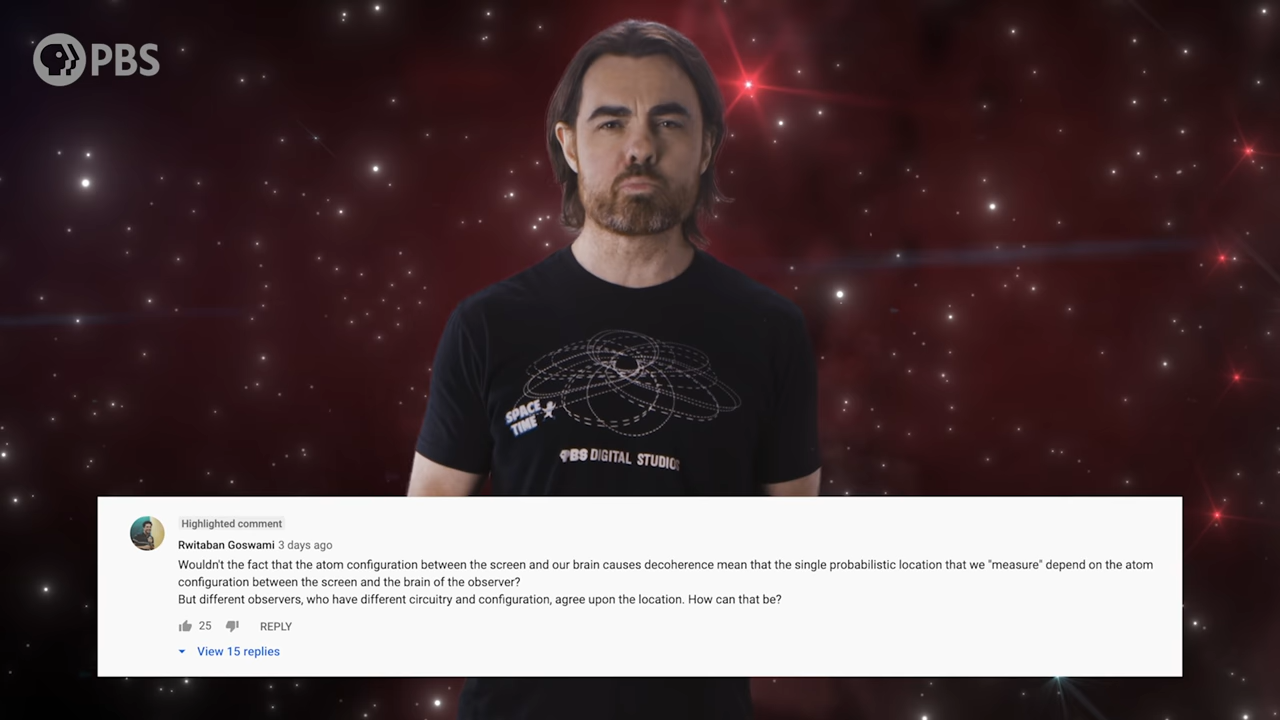 PBS
SPACE
TIME
PBS DIGITAL STUDIOS
Highlighted comment
Rwitaban Goswami 3 days ago
Wouldn't the fact that the atom configuration between the screen and our brain causes decoherence mean that the single probabilistic location that we "measure" depend on the atom
configuration between the screen and the brain of the observer?
But different observers, who have different circuitry and configuration, agree upon the location. How can that be?
25 REPLY
View 15 replies